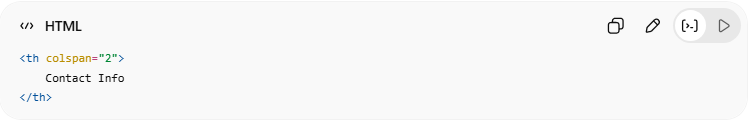 HTML
<th colspan="2">
    Contact Info
</th>